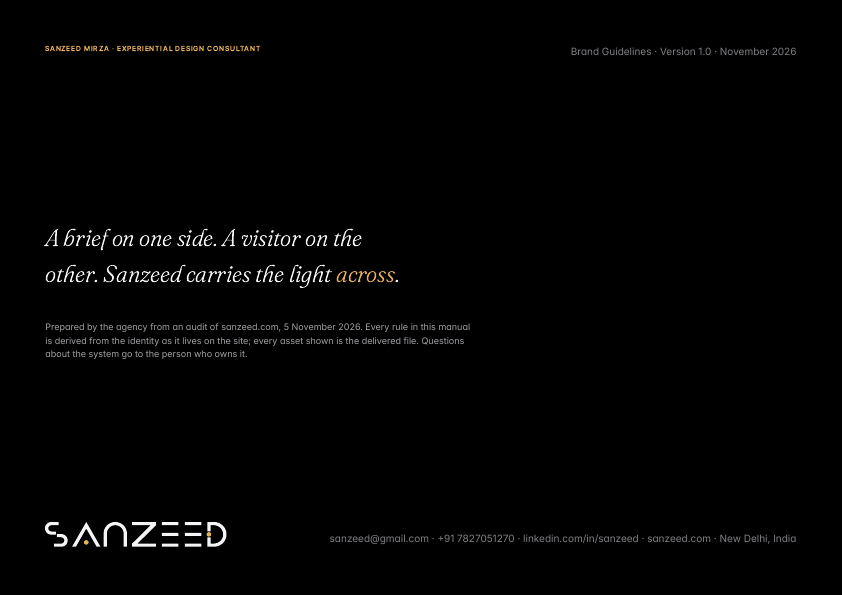 SANZEED MIRZA · EXPERIENTIAL DESIGN CONSULTANT
Brand Guidelines · Version 1.0 · November 2026
A brief on one side. A visitor on the
other. Sanzeed carries the light across.
Prepared by the agency from an audit of sanzeed.com, 5 November 2026. Every rule in this manual
is derived from the identity as it lives on the site; every asset shown is the delivered file. Questions
about the system go to the person who owns it.
SANZEED
sanzeed@gmail.com · +91 7827051270 · linkedin.com/in/sanzeed · sanzeed.com · New Delhi, India